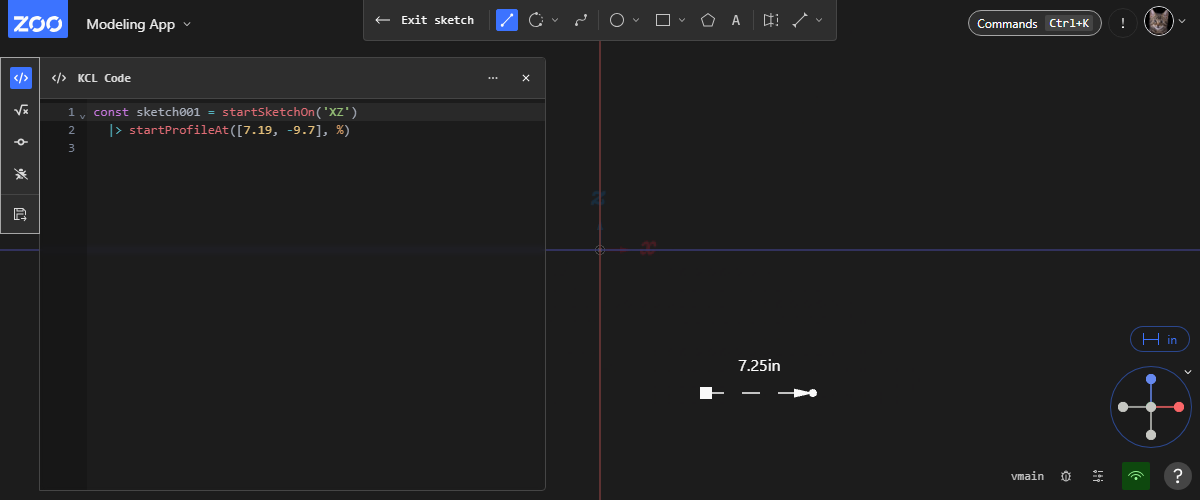 ZOO Modeling App
Exit sketch
A
Commands Ctrl+K
!
KCL Code
1 const sketch001 = startSketchOn('XZ')
2 |> startProfileAt([7.19, -9.7], %)
3
z
x
7.25in
in
vmain
?